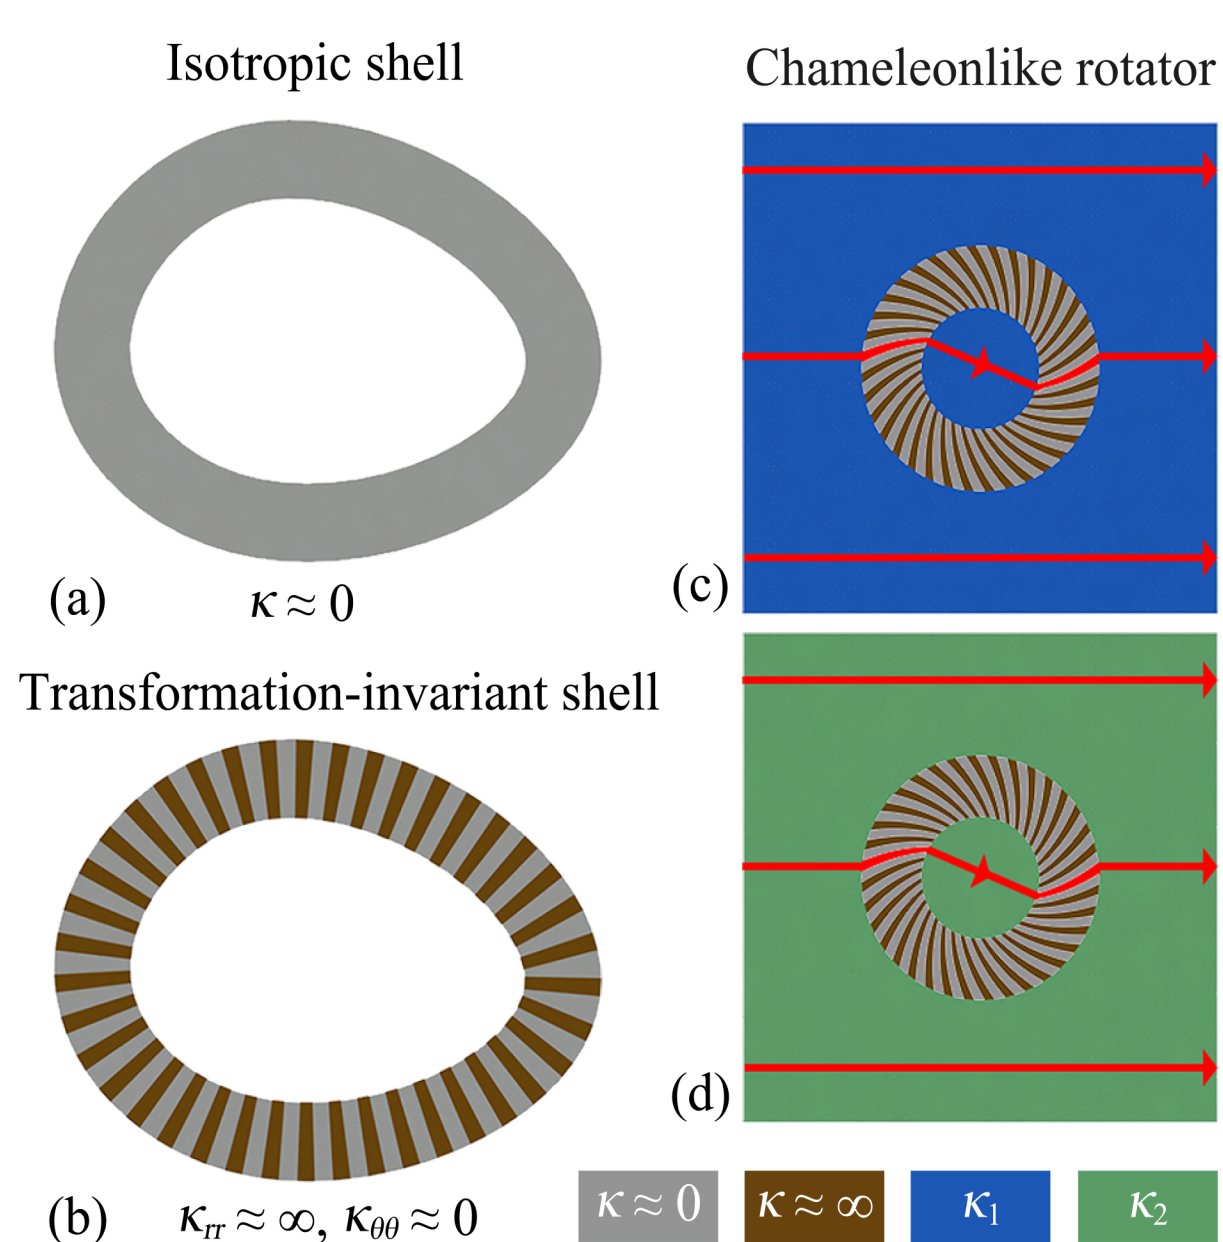 Isotropic shell
(a)
κ ≈ 0
Transformation-invariant shell
(b)
κrr ≈ ∞, κθθ ≈ 0
Chameleonlike rotator
(c)
(d)
κ ≈ 0
κ ≈ ∞
κ1
κ2